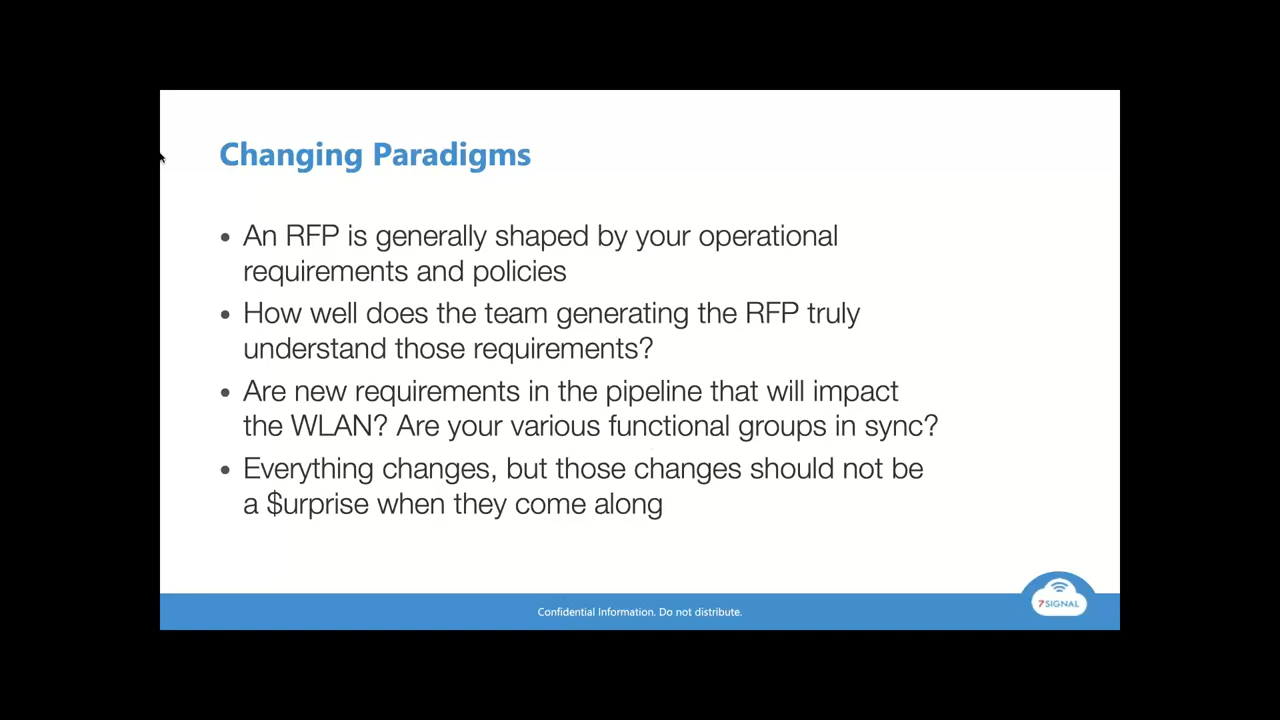 Changing Paradigms
• An RFP is generally shaped by your operational
requirements and policies
• How well does the team generating the RFP truly
understand those requirements?
• Are new requirements in the pipeline that will impact
the WLAN? Are your various functional groups in sync?
• Everything changes, but those changes should not be
a $urprise when they come along
Confidential Information. Do not distribute.
7SIGNAL